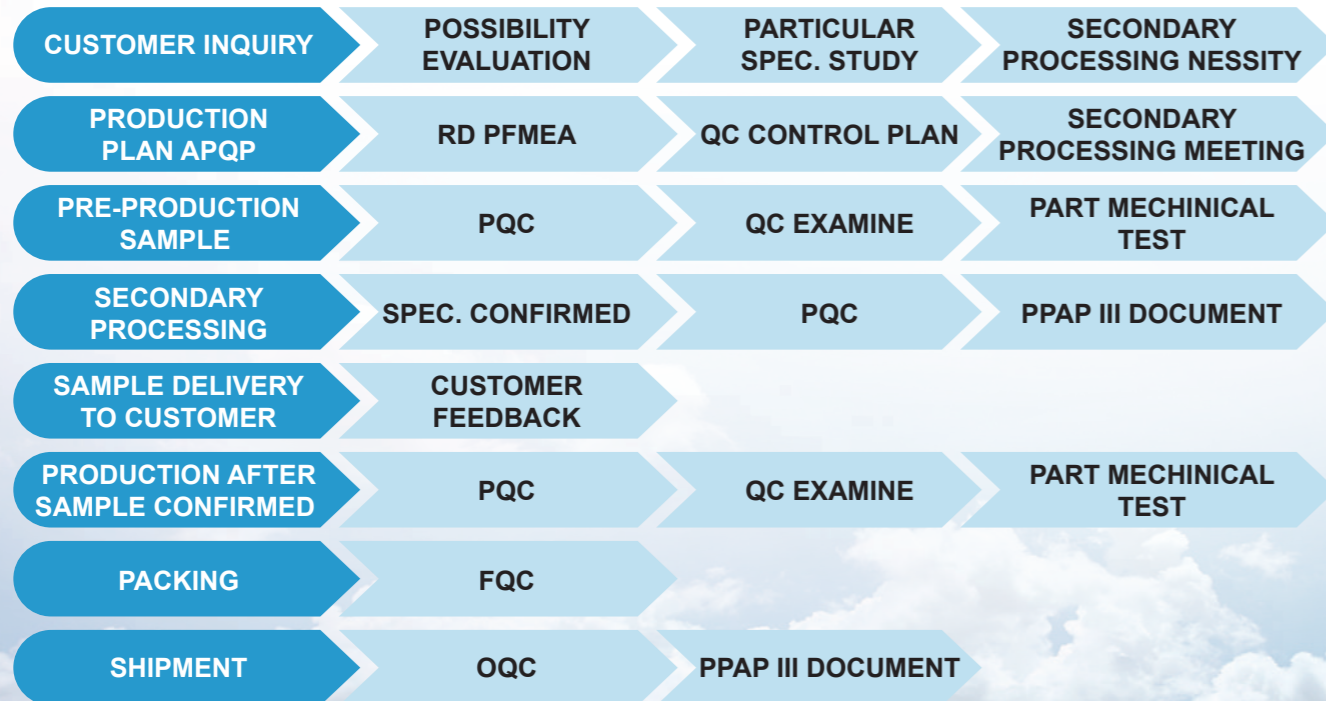 CUSTOMER INQUIRY
POSSIBILITY
EVALUATION
PARTICULAR
SPEC. STUDY
SECONDARY
PROCESSING NESSITY
PRODUCTION
PLAN APQP
RD PFMEA
QC CONTROL PLAN
SECONDARY
PROCESSING MEETING
PRE-PRODUCTION
SAMPLE
PQC
QC EXAMINE
PART MECHINICAL
TEST
SECONDARY
PROCESSING
SPEC. CONFIRMED
PQC
PPAP III DOCUMENT
SAMPLE DELIVERY
TO CUSTOMER
CUSTOMER
FEEDBACK
PRODUCTION AFTER
SAMPLE CONFIRMED
PQC
QC EXAMINE
PART MECHINICAL
TEST
PACKING
FQC
SHIPMENT
OQC
PPAP III DOCUMENT